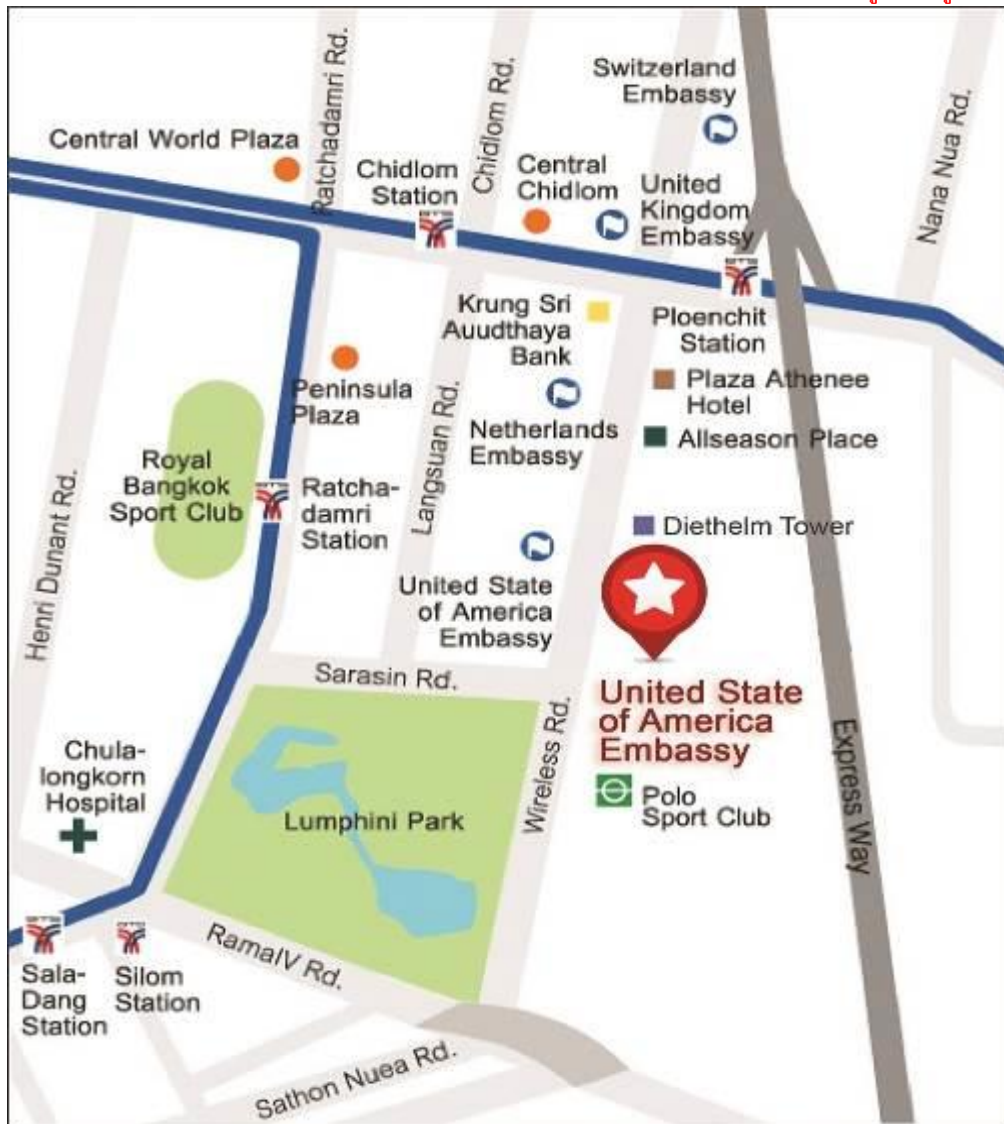 Ratchadamri Rd.
Chidlom Rd.
Switzerland
Embassy
Nana Nua Rd.
Central World Plaza
Chidlom
Station
Central
Chidlom
United
Kingdom
Embassy
Krung Sri
Auudthaya
Bank
Ploenchit
Station
Peninsula
Plaza
Plaza Athenee
Hotel
Langsuan Rd.
Netherlands
Embassy
Allseason Place
Royal
Bangkok
Sport Club
Ratcha-
damri
Station
Henri Dunant Rd.
Diethelm Tower
United State
of America
Embassy
Sarasin Rd.
United State
of America
Embassy
Wireless Rd.
Express Way
Chula-
longkorn
Hospital
Lumphini Park
Polo
Sport Club
RamaIV Rd.
Sala-
Dang
Station
Silom
Station
Sathon Nuea Rd.